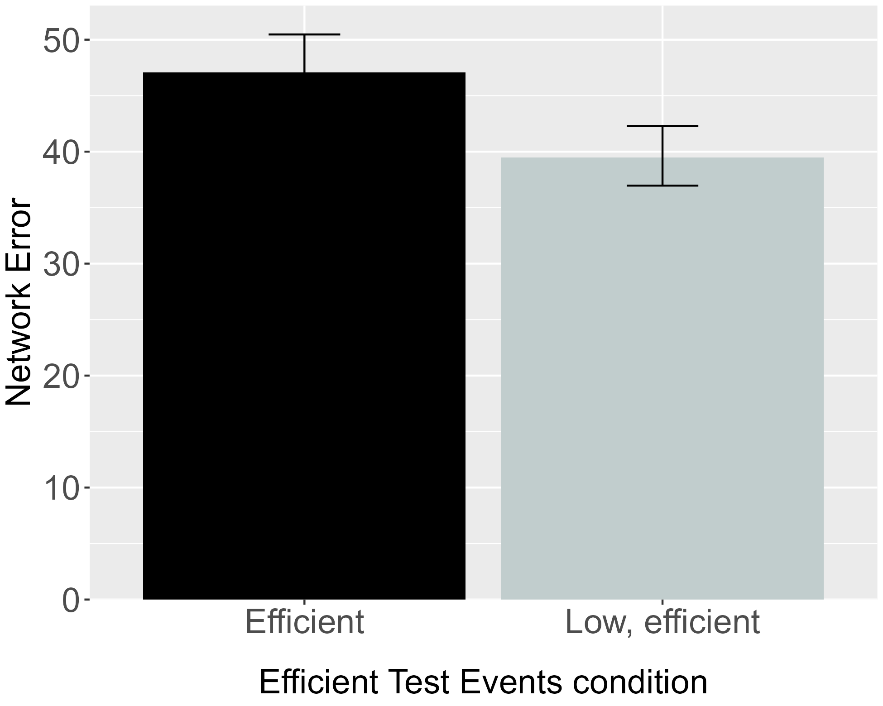 Network Error
50
40
30
20
10
0
Efficient
Low, efficient
Efficient Test Events condition